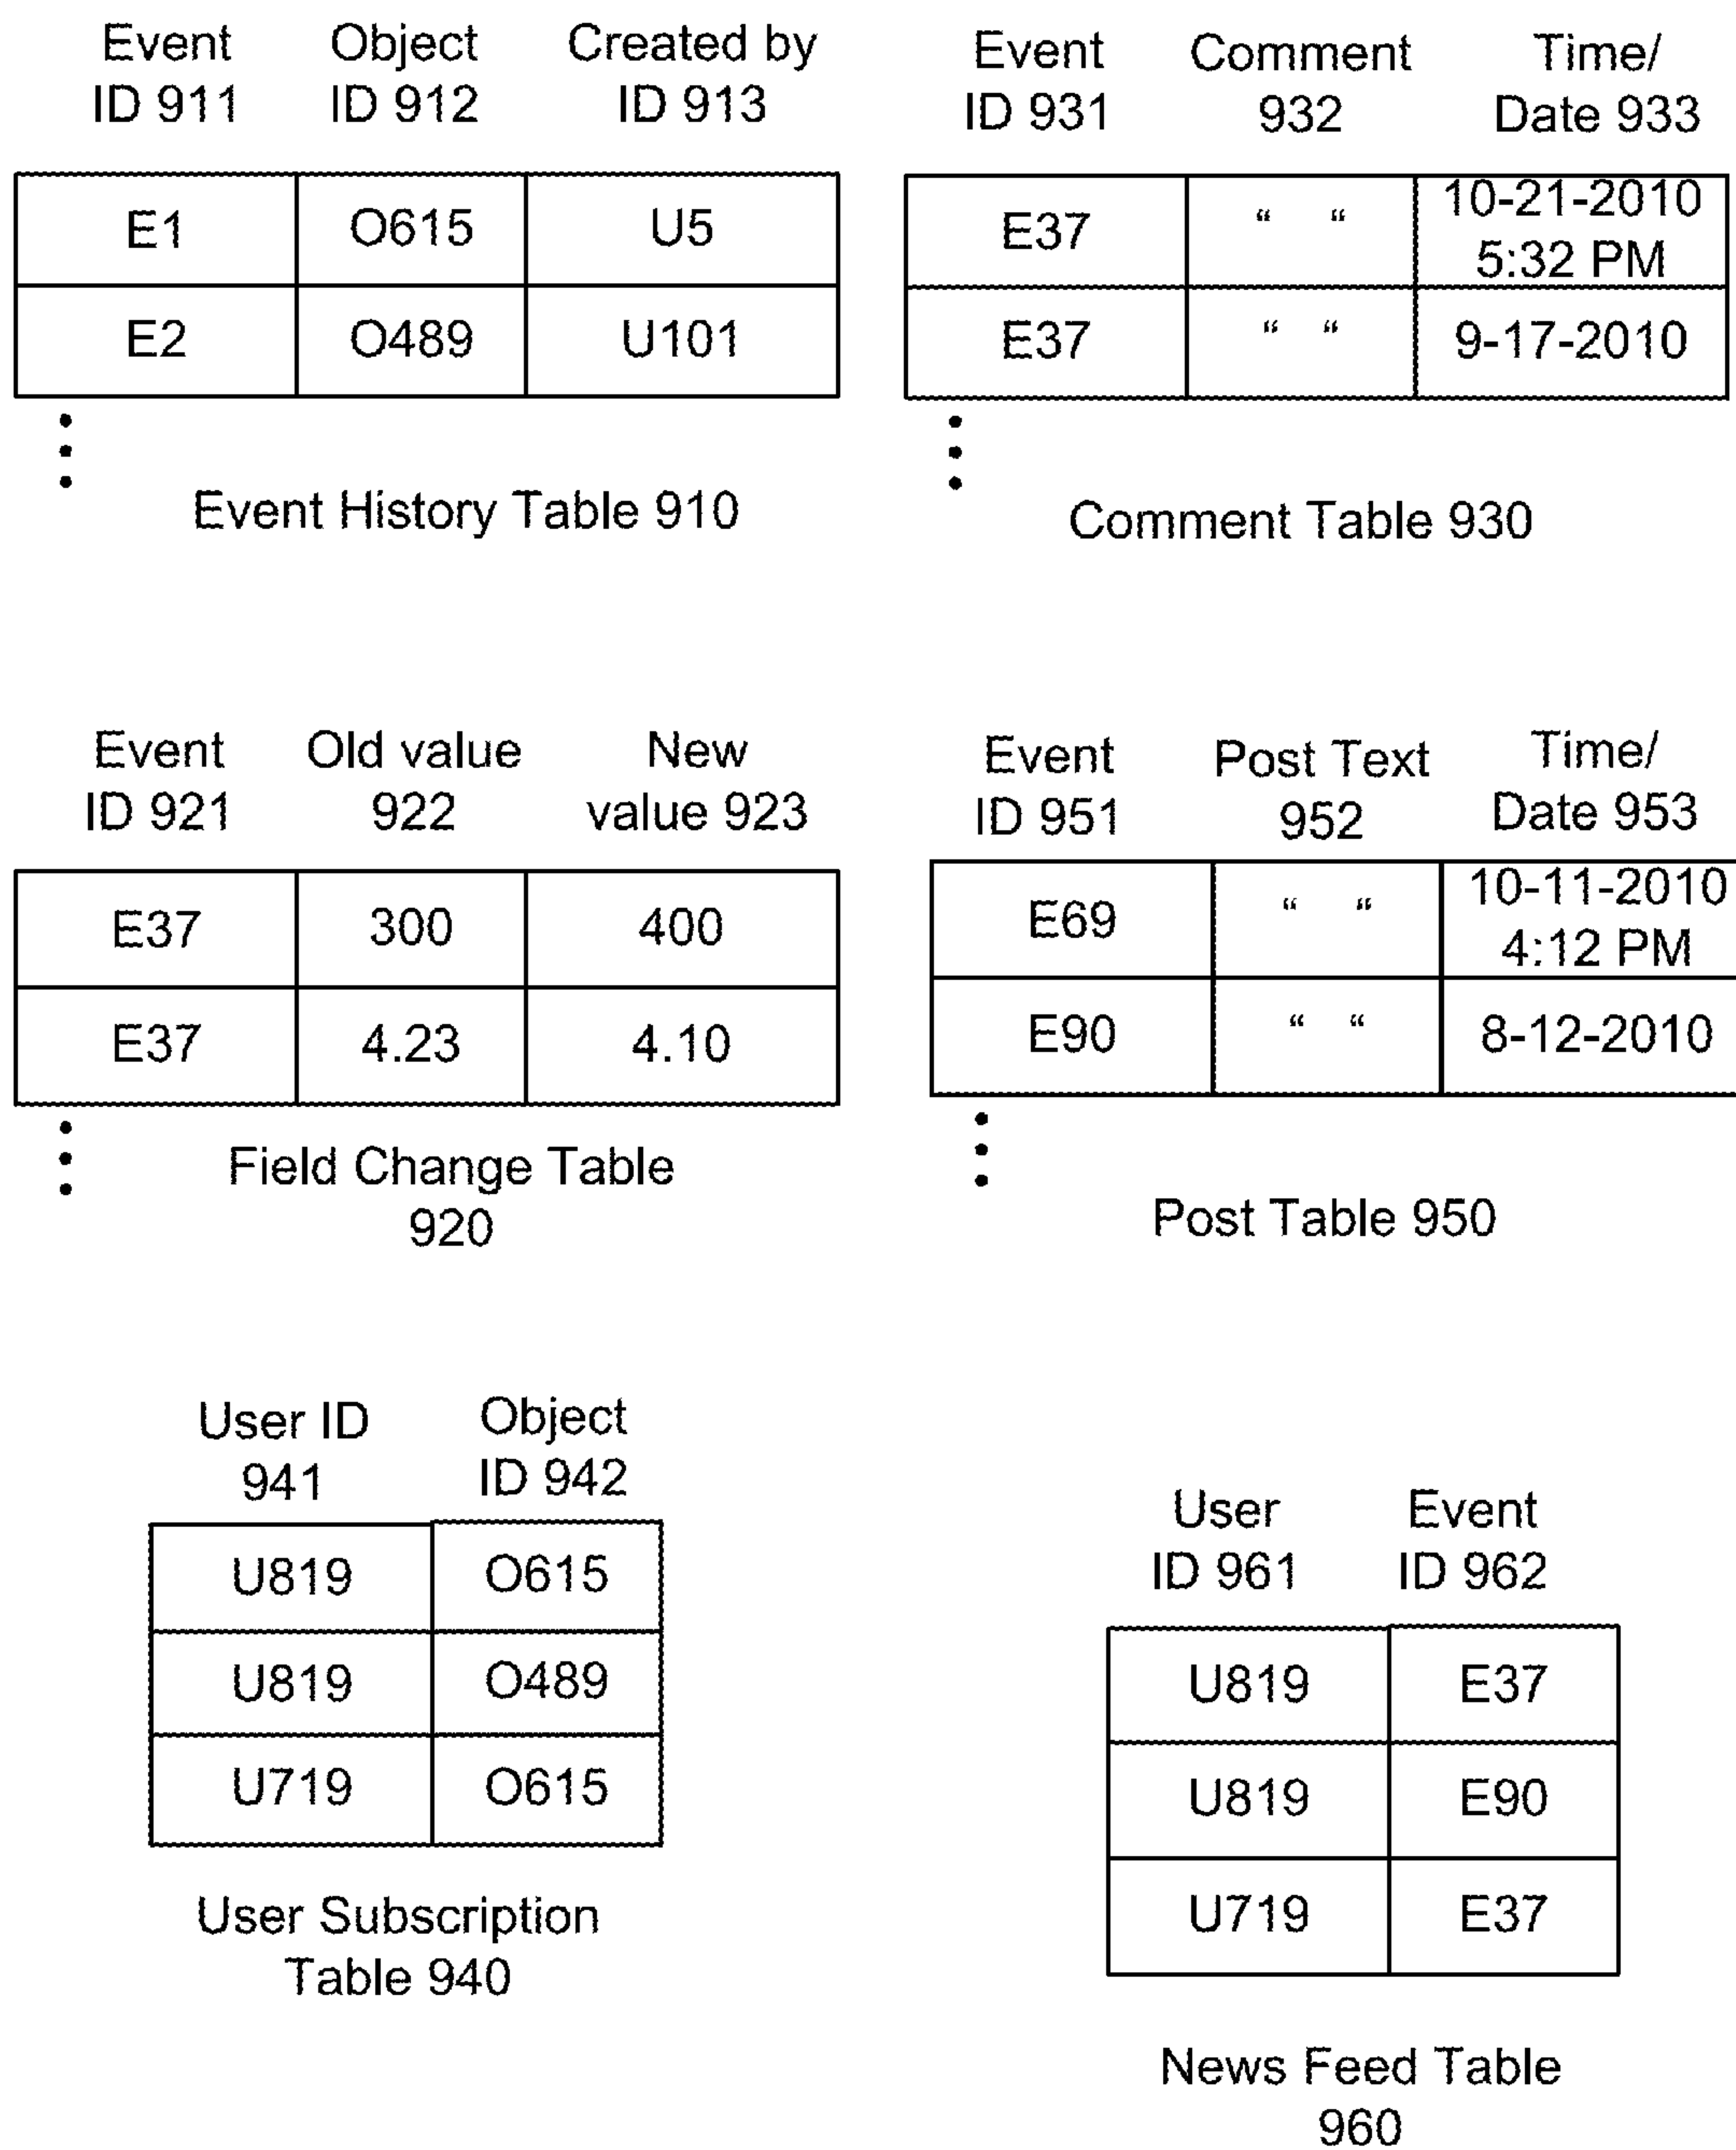 Event ID 911 Object ID 912 Created by ID 913
E1 O615 U5
E2 O489 U101
Event History Table 910
Event ID 931 Comment 932 Time/ Date 933
E37 “ “ 10-21-2010 5:32 PM
E37 “ “ 9-17-2010
Comment Table 930
Event ID 921 Old value 922 New value 923
E37 300 400
E37 4.23 4.10
Field Change Table
920
Event ID 951 Post Text 952 Time/ Date 953
E69 “ “ 10-11-2010 4:12 PM
E90 “ “ 8-12-2010
Post Table 950
User ID 941 Object ID 942
U819 O615
U819 O489
U719 O615
User Subscription
Table 940
User ID 961 Event ID 962
U819 E37
U819 E90
U719 E37
News Feed Table
960